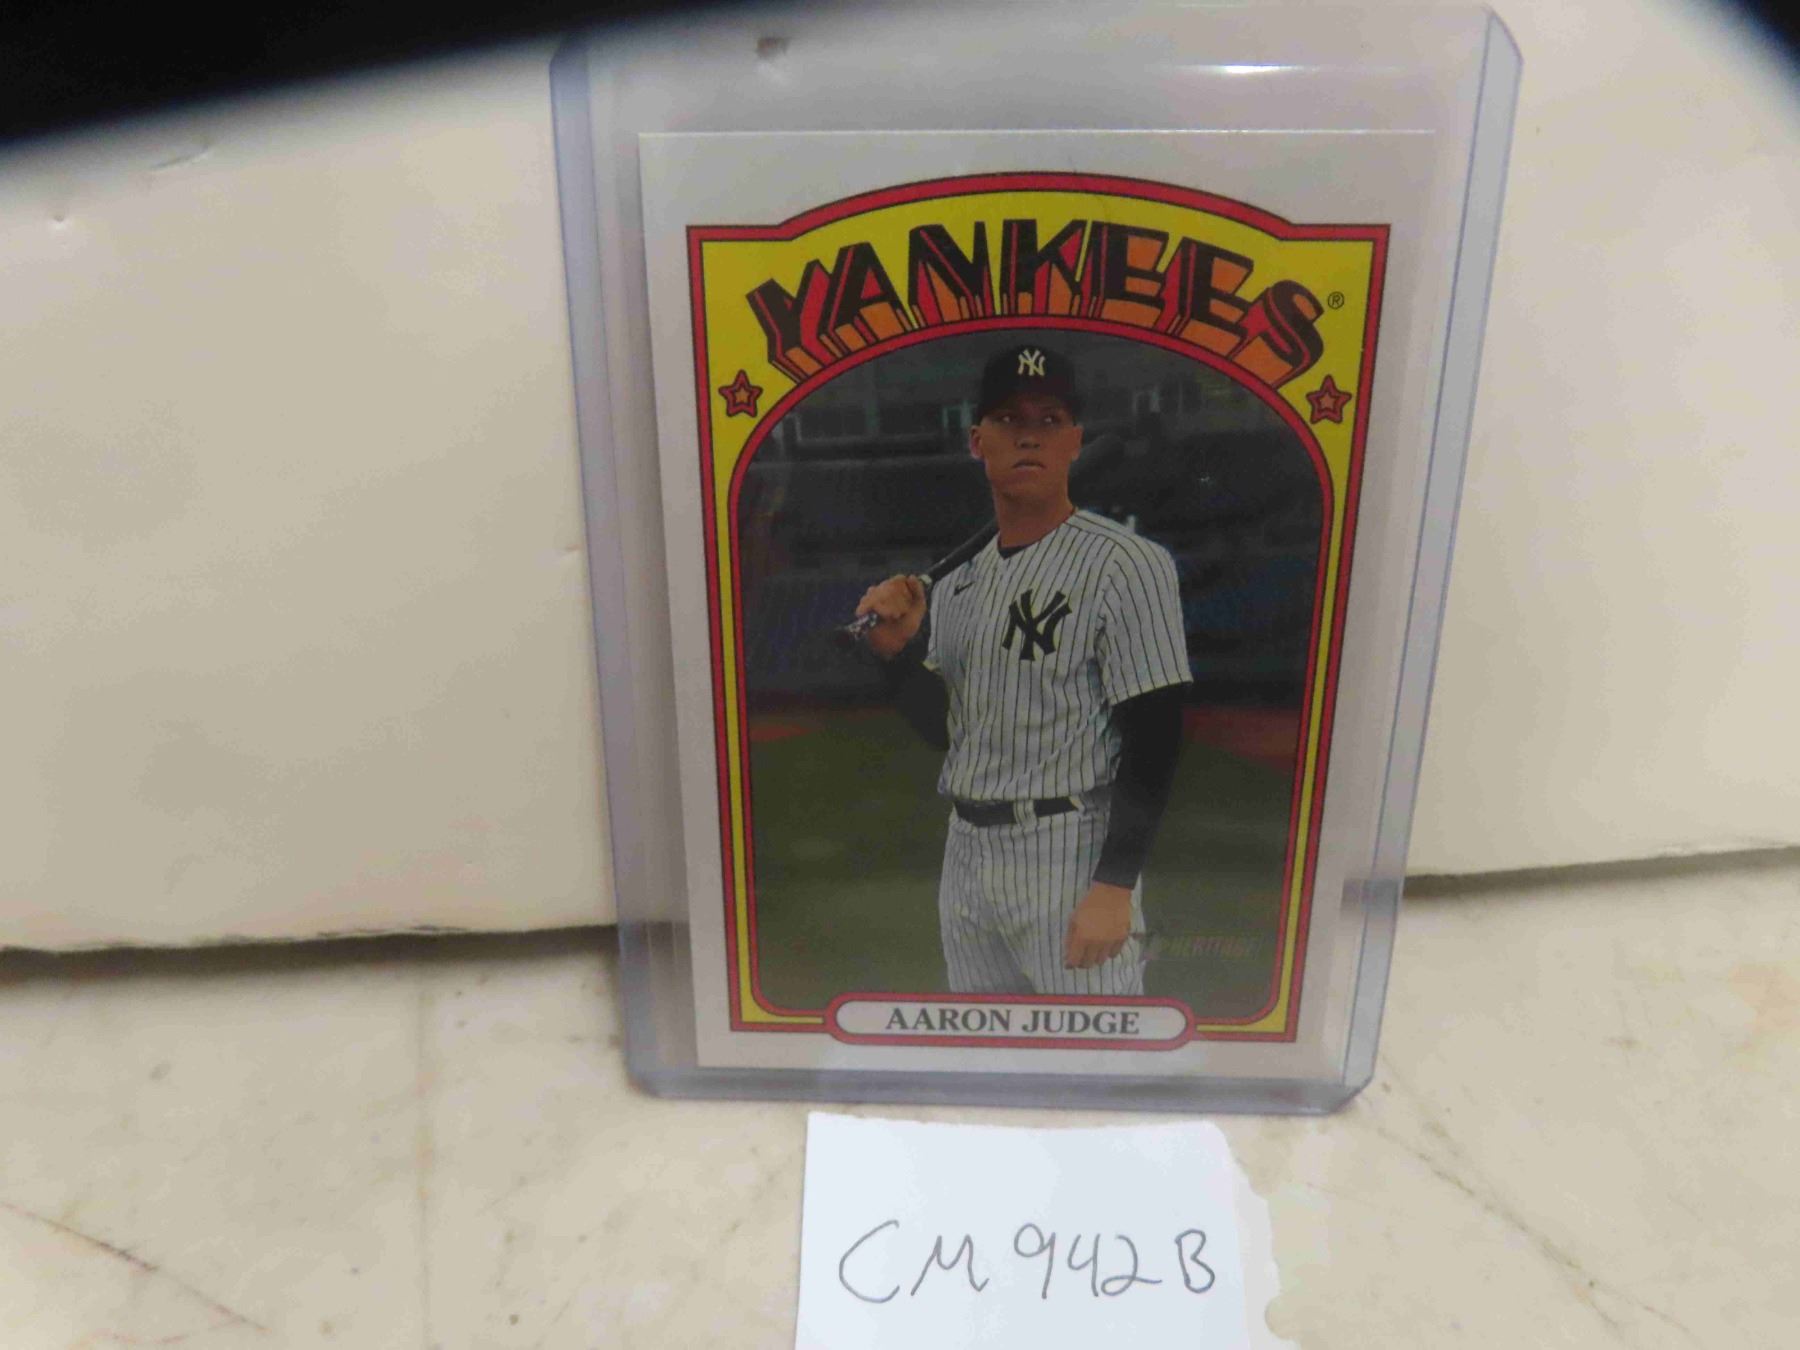 YANKEES®
NY
NY
HERITAGE
AARON JUDGE
CM942B